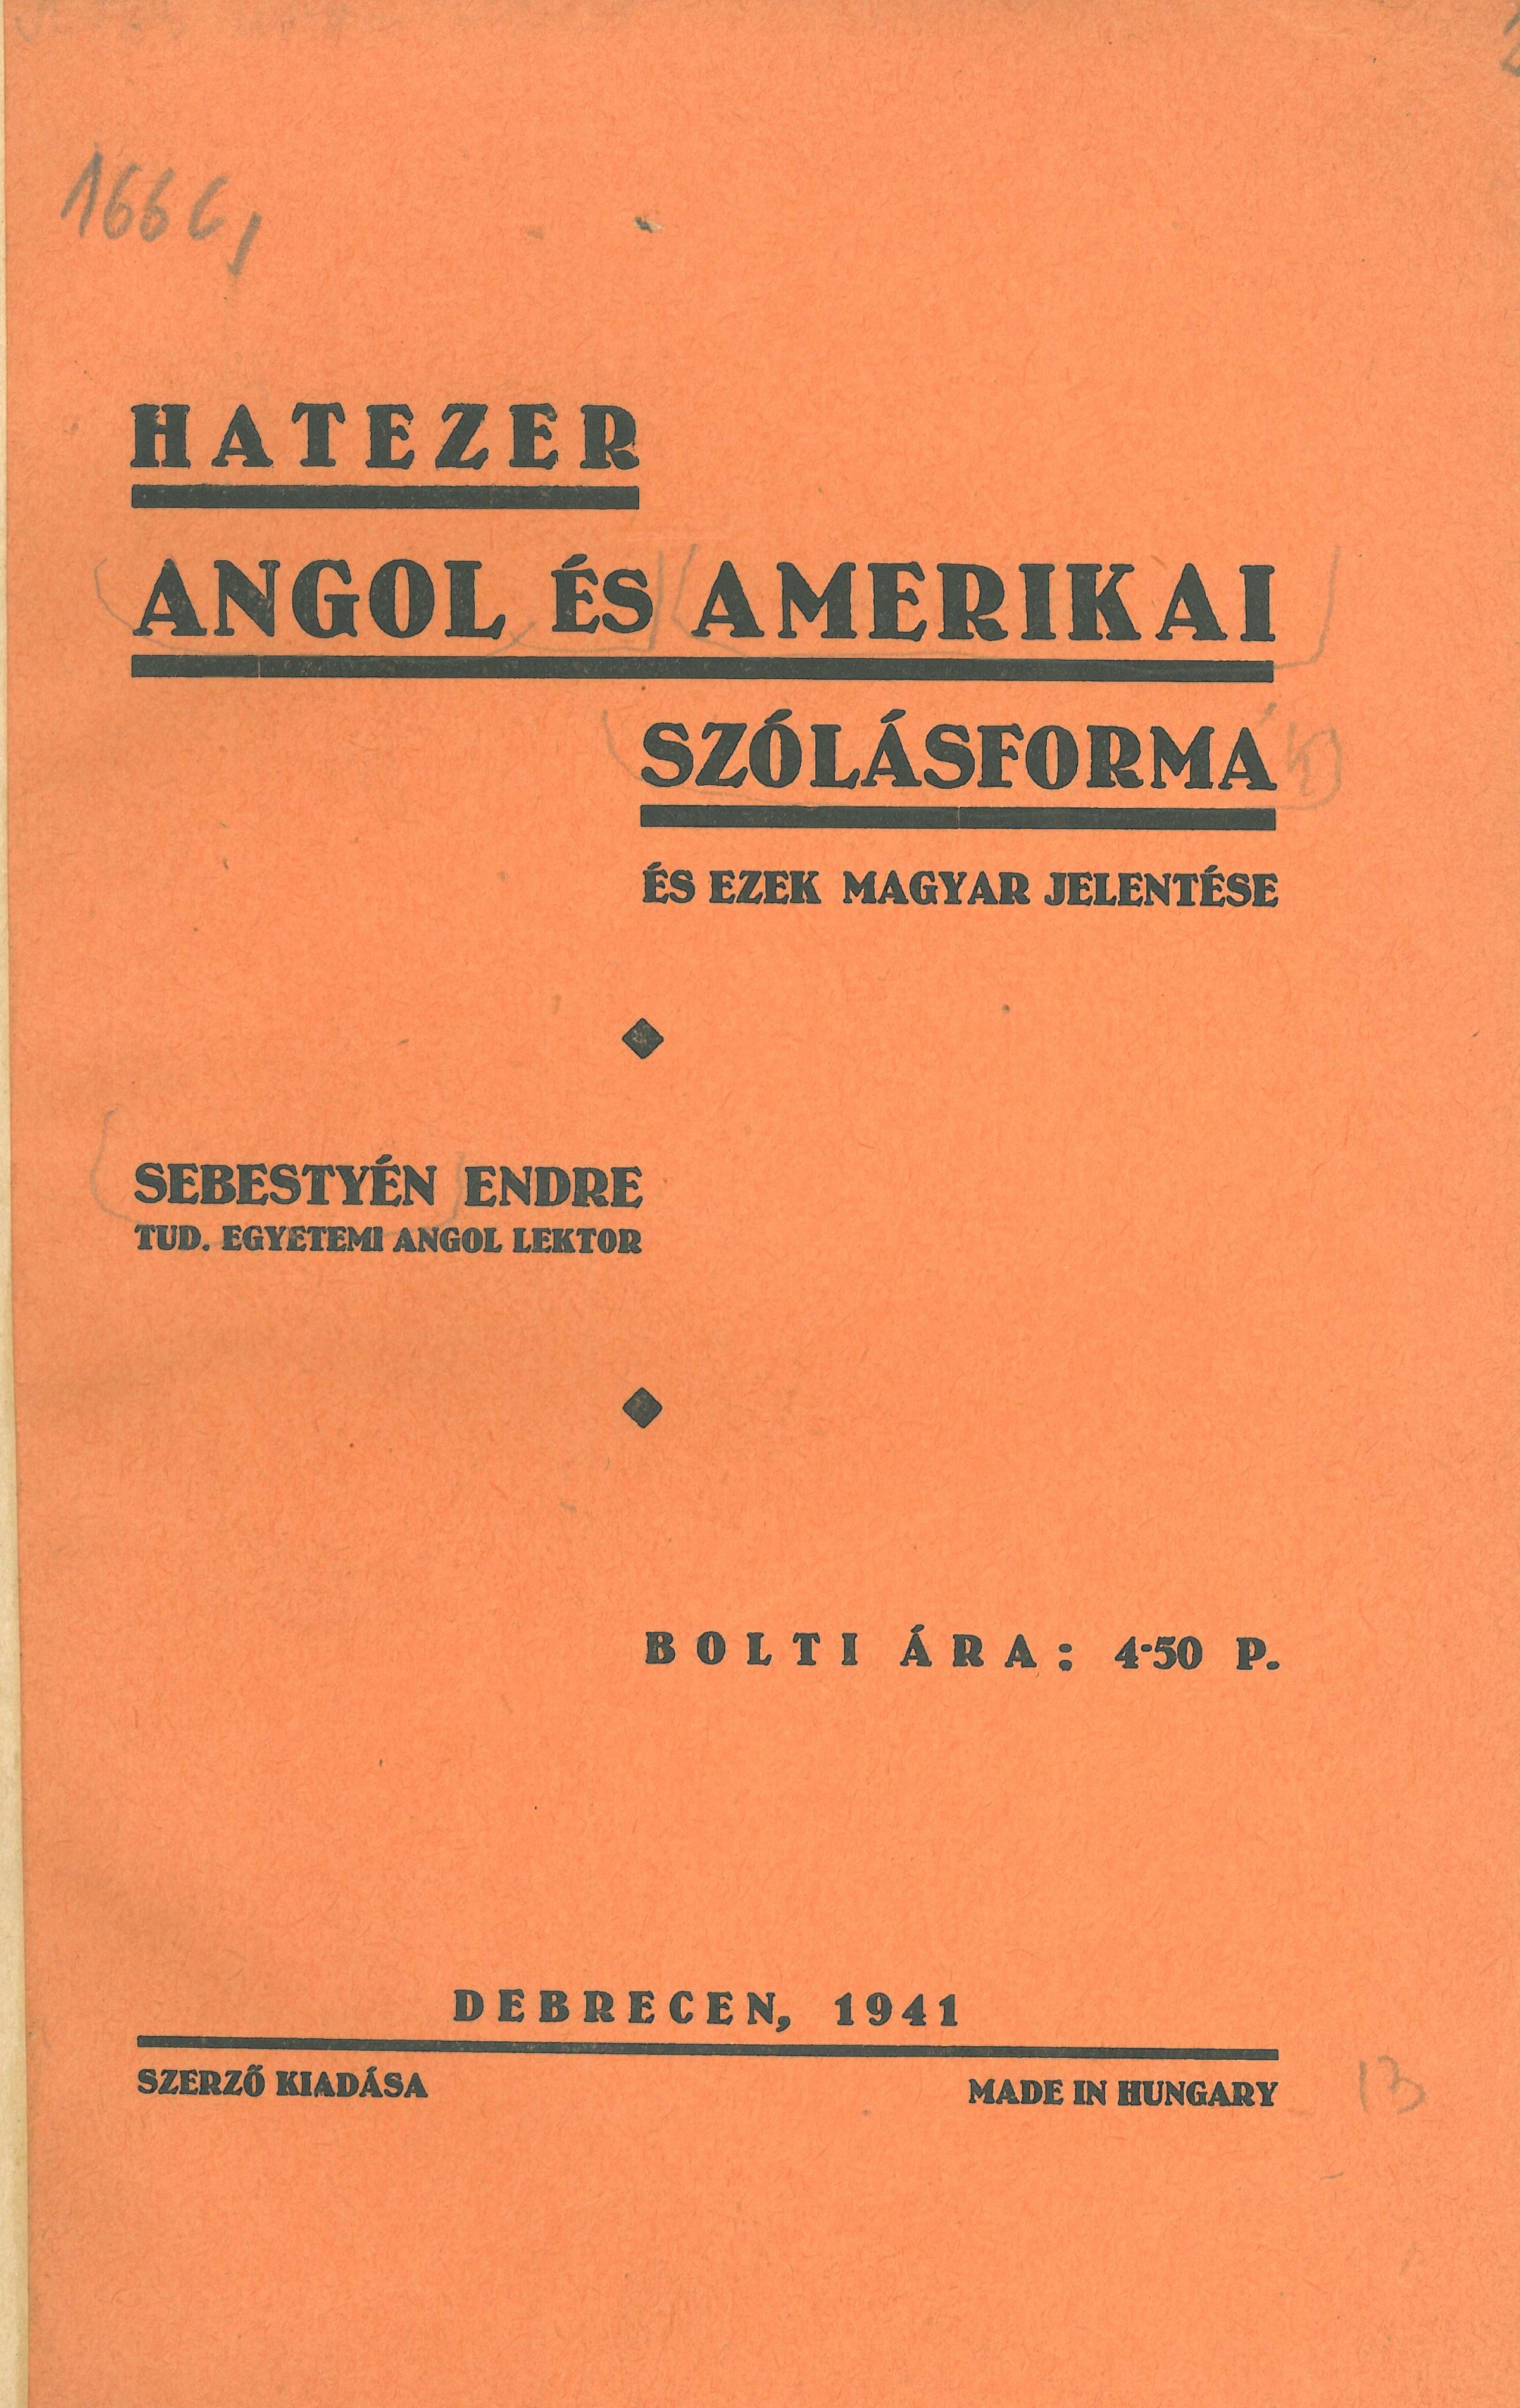 HATEZER
ANGOL ÉS AMERIKAI
SZÓLÁSFORMA
ÉS EZEK MAGYAR JELENTÉSE
SEBESTYÉN ENDRE
TUD. EGYETEMI ANGOL LEKTOR
BOLTI ÁRA: 4·50 P.
DEBRECEN, 1941
SZERZŐ KIADÁSA
MADE IN HUNGARY
13